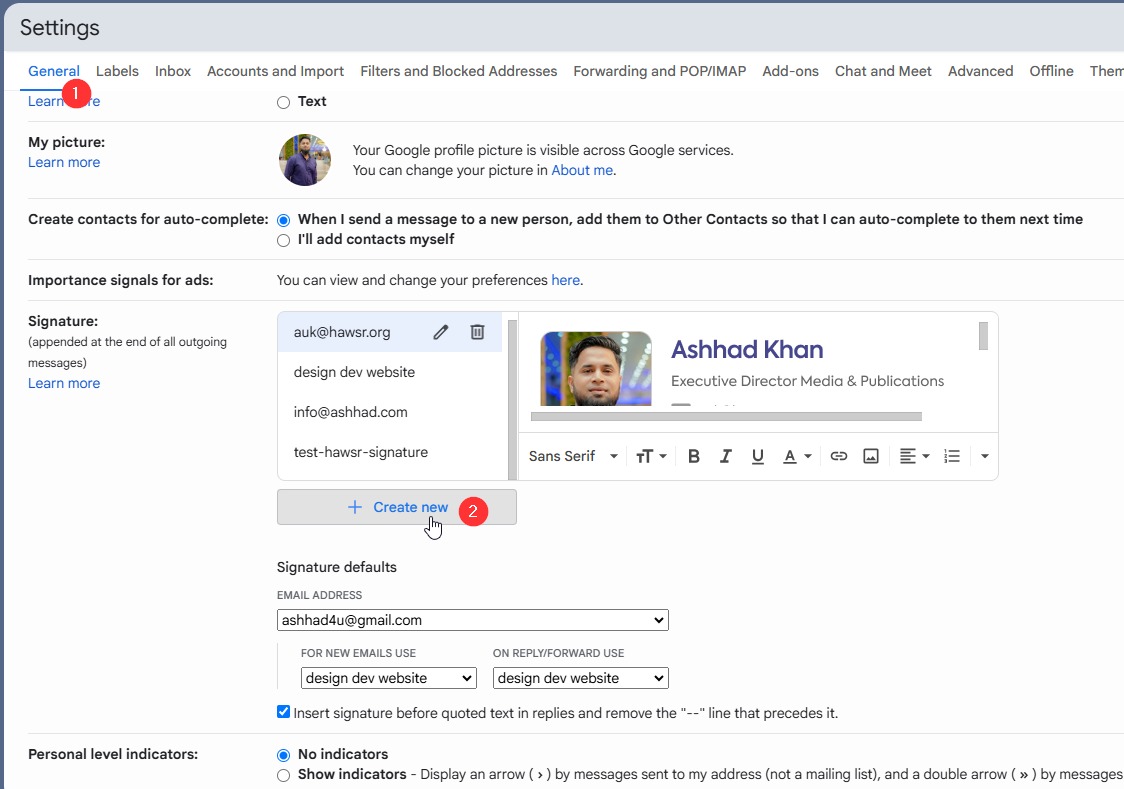 Settings
General Labels Inbox Accounts and Import Filters and Blocked Addresses Forwarding and POP/IMAP Add-ons Chat and Meet Advanced Offline Them
1
Learn re
Text
My picture:
Learn more
Your Google profile picture is visible across Google services.
You can change your picture in About me.
Create contacts for auto-complete:
When I send a message to a new person, add them to Other Contacts so that I can auto-complete to them next time
I'll add contacts myself
Importance signals for ads:
You can view and change your preferences here.
Signature:
(appended at the end of all outgoing
messages)
Learn more
auk@hawsr.org
design dev website
info@ashhad.com
test-hawsr-signature
Ashhad Khan
Executive Director Media & Publications
Sans Serif
B I U A
+ Create new
2
Signature defaults
EMAIL ADDRESS
ashhad4u@gmail.com
FOR NEW EMAILS USE ON REPLY/FORWARD USE
design dev website design dev website
Insert signature before quoted text in replies and remove the "--" line that precedes it.
Personal level indicators:
No indicators
Show indicators - Display an arrow ( › ) by messages sent to my address (not a mailing list), and a double arrow ( » ) by messages